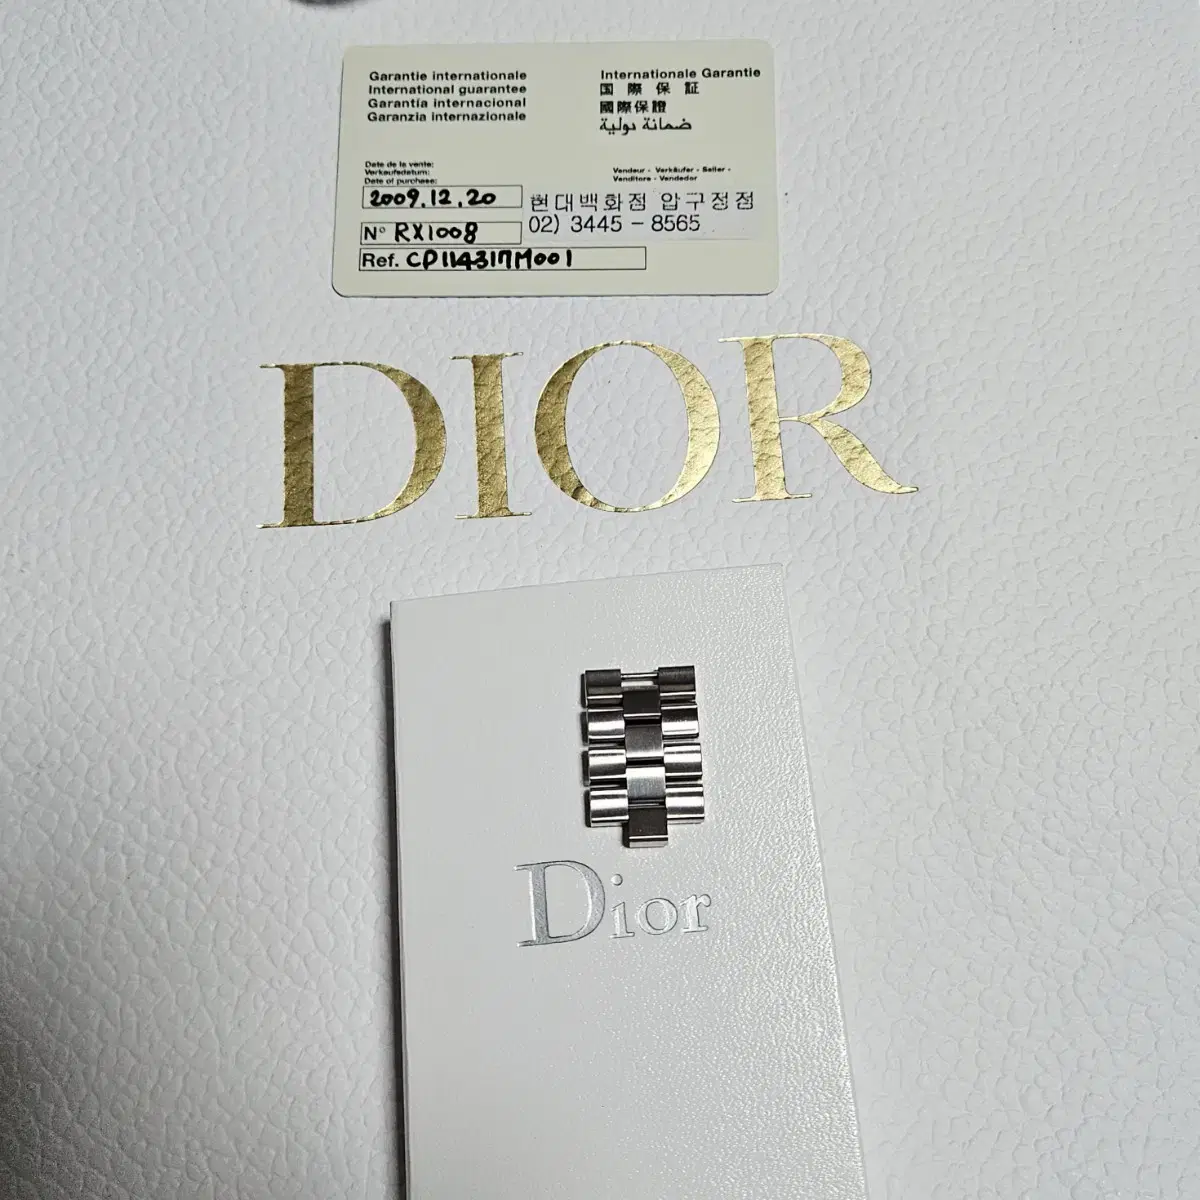 Garantie internationale
International guarantee
Garantía internacional
Garanzia internazionale
Internationale Garantie
国際保証
國際保證
ضمانة دولية
Date de la vente:
Verkaufsdatum:
Date of purchase:
2009.12.20
Vendeur - Verkäufer - Seller -
Venditore - Vendedor
현대백화점 압구정점
02) 3445 - 8565
N° RX1008
Ref. CD114317M001
DIOR
Dior